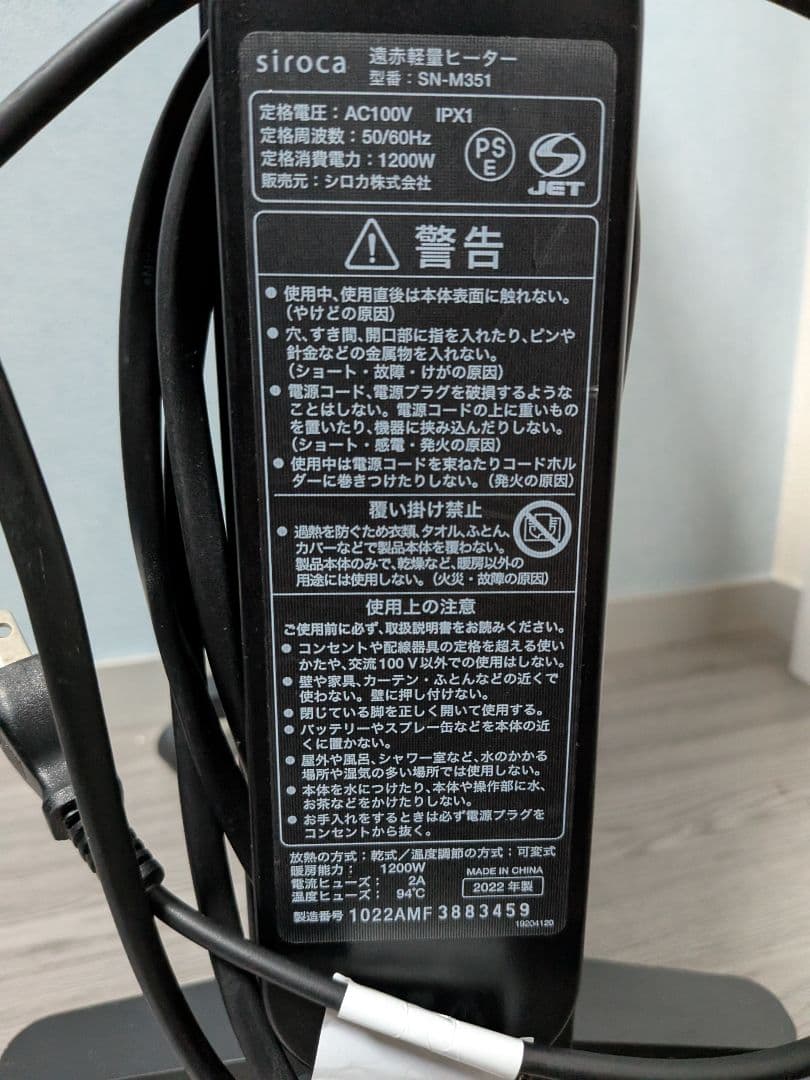 siroca 遠赤軽量ヒーター
型番：SN-M351
定格電圧：AC100V IPX1
定格周波数：50/60Hz
定格消費電力：1200W
販売元：シロカ株式会社
PS
E
JET
警告
● 使用中、使用直後は本体表面に触れない。
（やけどの原因）
● 穴、すき間、開口部に指を入れたり、ピンや
針金などの金属物を入れない。
（ショート・故障・けがの原因）
● 電源コード、電源プラグを破損するような
ことはしない。電源コードの上に重いもの
を置いたり、機器に挟み込んだりしない。
（ショート・感電・発火の原因）
● 使用中は電源コードを束ねたりコードホル
ダーに巻きつけたりしない。（発火の原因）
覆い掛け禁止
● 過熱を防ぐため衣類、タオル、ふとん、
カバーなどで製品本体を覆わない。
製品本体のみで、乾燥など、暖房以外の
用途には使用しない。（火災・故障の原因）
使用上の注意
ご使用前に必ず、取扱説明書をお読みください。
● コンセントや配線器具の定格を超える使い
かたや、交流100V以外での使用はしない。
● 壁や家具、カーテン・ふとんなどの近くで
使わない。壁に押し付けない。
● 閉じている脚を正しく開いて使用する。
● バッテリーやスプレー缶などを本体の近
くに置かない。
● 屋外や風呂、シャワー室など、水のかかる
場所や湿気の多い場所では使用しない。
● 本体を水につけたり、本体や操作部に水、
お茶などをかけたりしない。
● お手入れをするときは必ず電源プラグを
コンセントから抜く。
放熱の方式：乾式／温度調節の方式：可変式
暖房能力： 1200W MADE IN CHINA
電流ヒューズ： 2A 2022 年製
温度ヒューズ： 94℃
製造番号 1022AMF 3883459
19204120